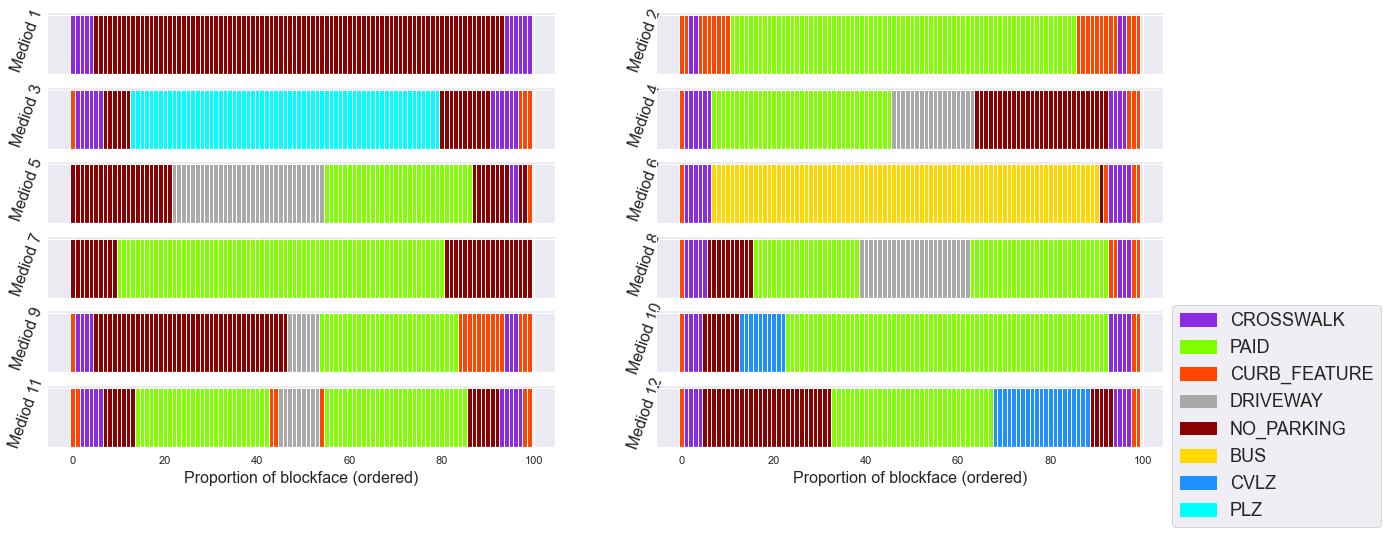 Mediod 1
Mediod 2
Mediod 3
Mediod 4
Mediod 5
Mediod 6
Mediod 7
Mediod 8
Mediod 9
Mediod 10
Mediod 11
Mediod 12
0 20 40 60 80 100
Proportion of blockface (ordered)
0 20 40 60 80 100
Proportion of blockface (ordered)
CROSSWALK
PAID
CURB_FEATURE
DRIVEWAY
NO_PARKING
BUS
CVLZ
PLZ